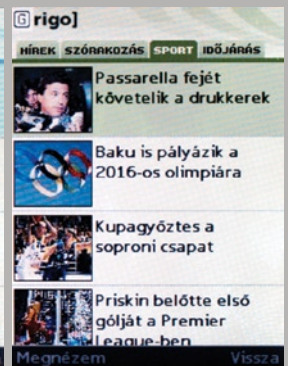 [G rigo]
HÍREK SZÓRAKOZÁS SPORT IDŐJÁRÁS
Passarella fejét
követelik a drukkerek
Baku is pályázik a
2016-os olimpiára
Kupagyőztes a
soproni csapat
Priskin belőtte első
gólját a Premier
League-ben
Megnézem Vissza